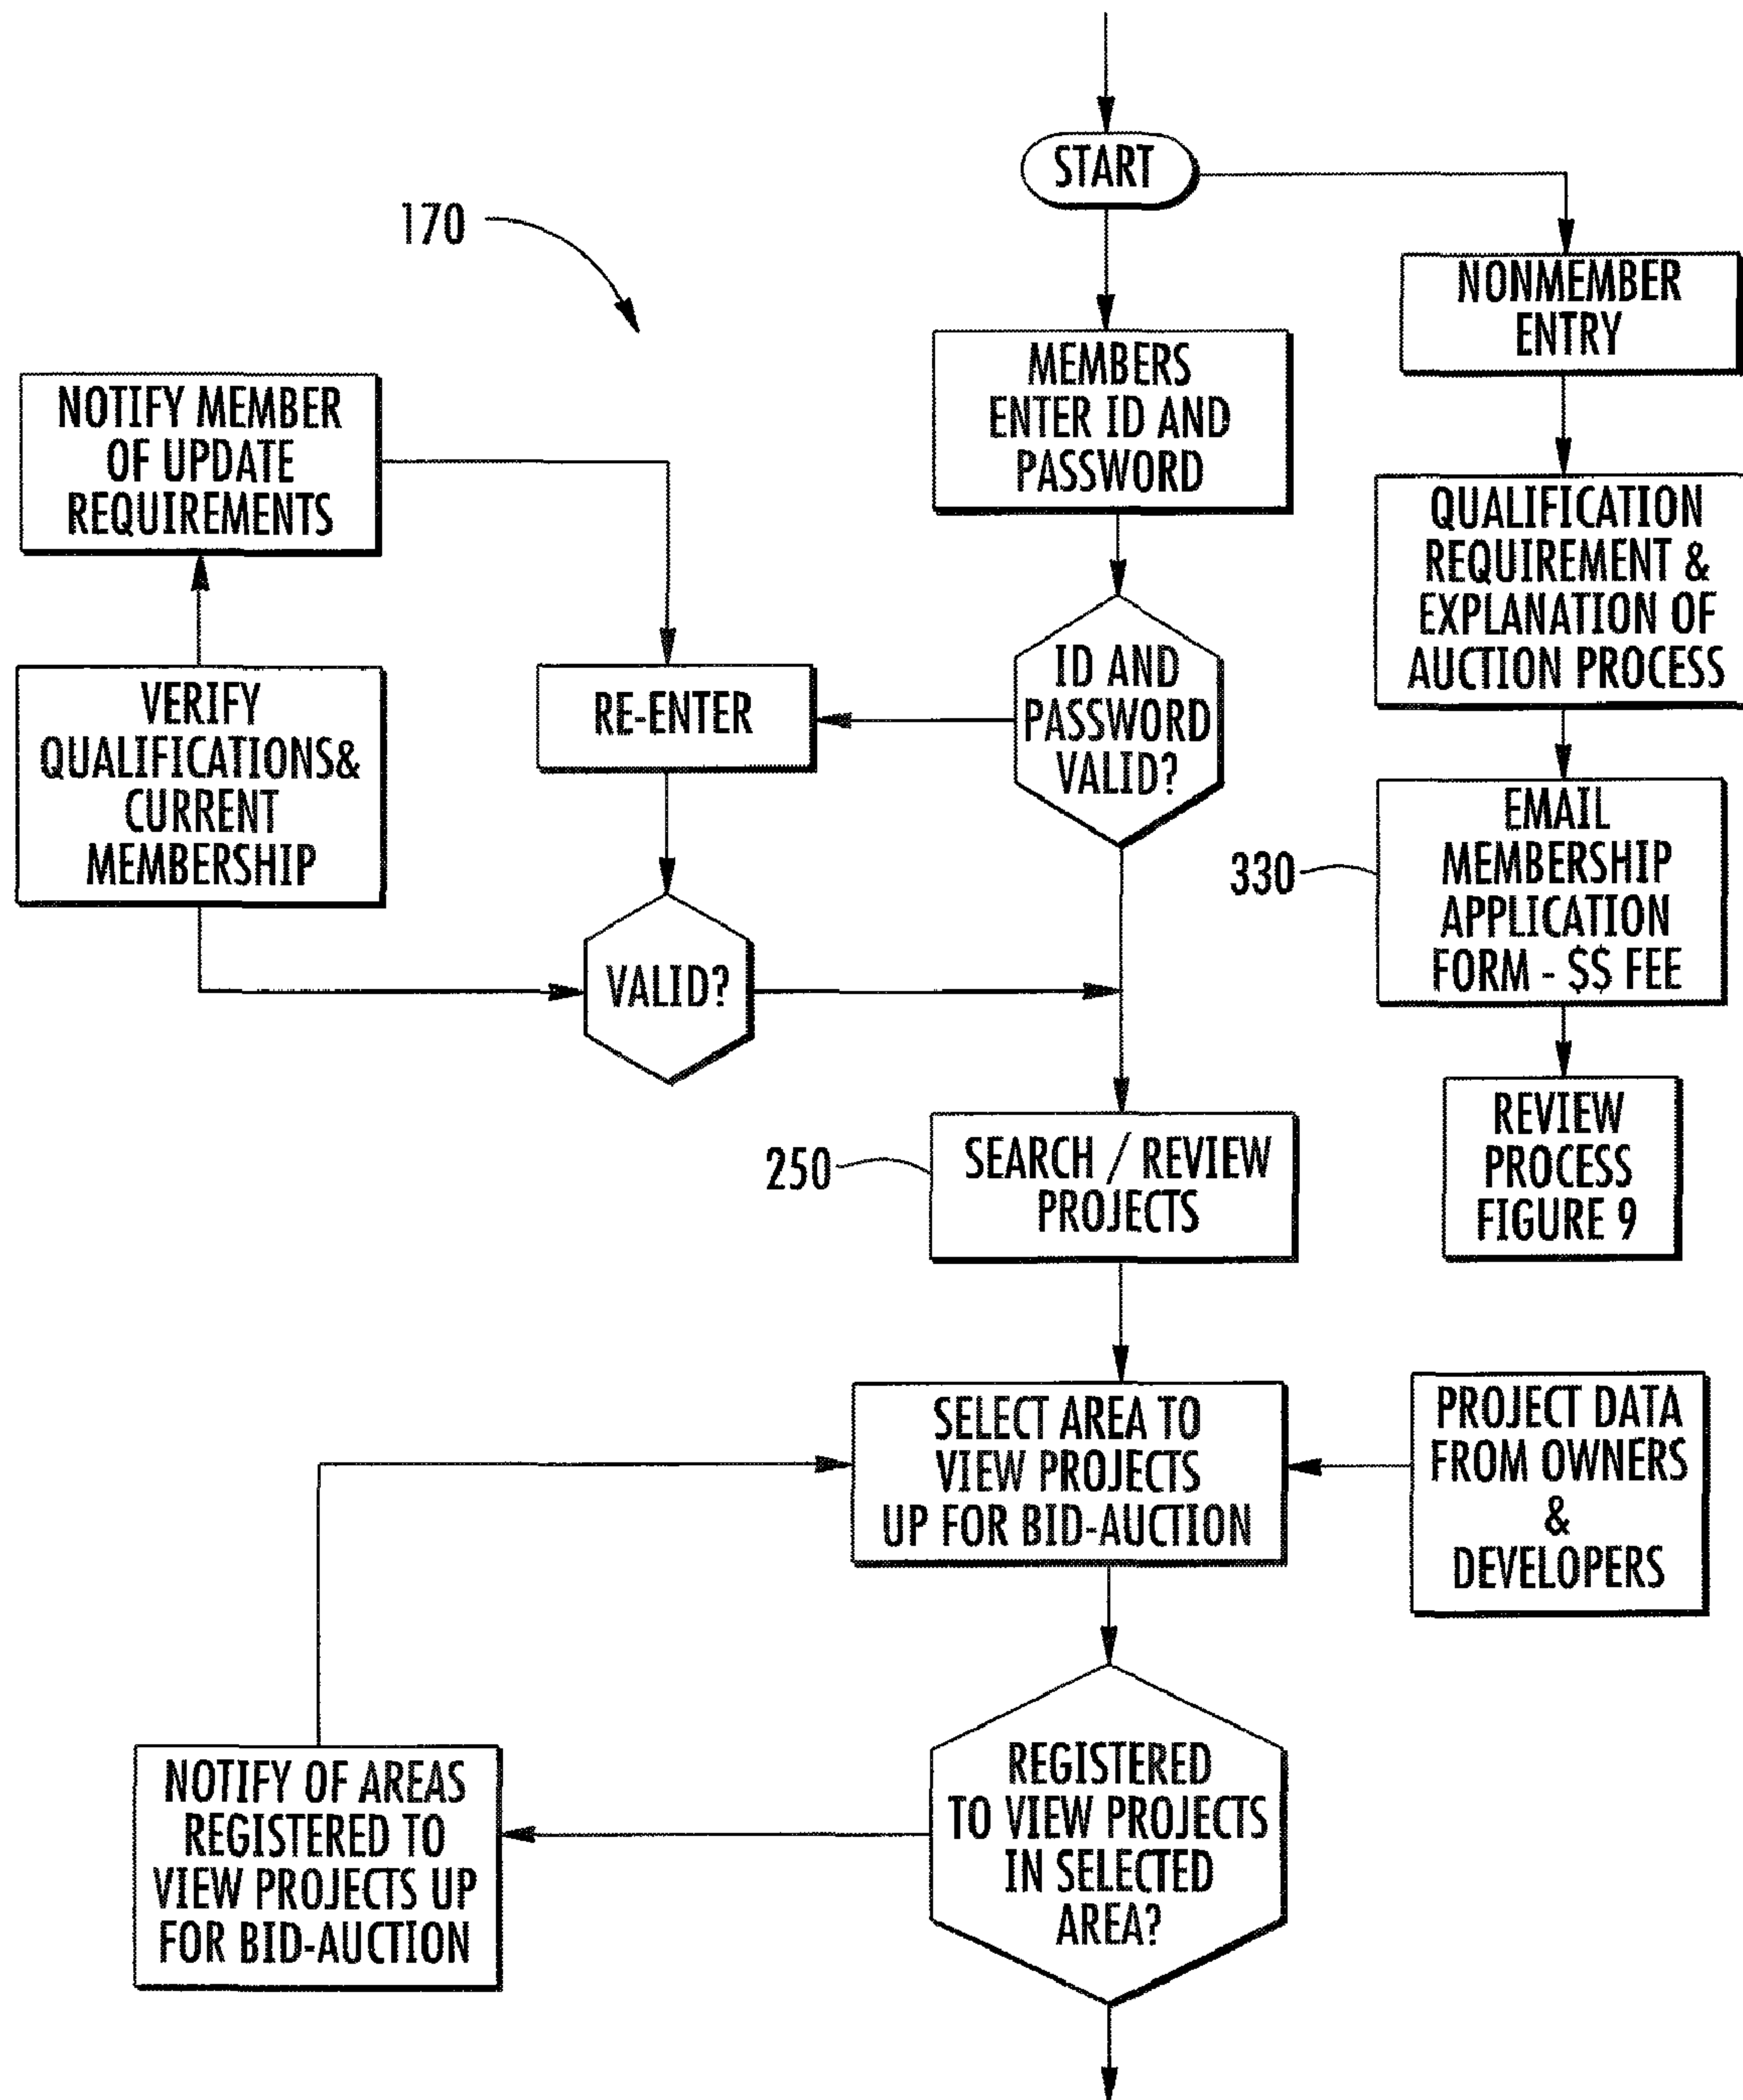 START
170
NONMEMBER
ENTRY
MEMBERS
ENTER ID AND
PASSWORD
NOTIFY MEMBER
OF UPDATE
REQUIREMENTS
QUALIFICATION
REQUIREMENT &
EXPLANATION OF
AUCTION PROCESS
ID AND
PASSWORD
VALID?
RE-ENTER
VERIFY
QUALIFICATIONS&
CURRENT
MEMBERSHIP
330
EMAIL
MEMBERSHIP
APPLICATION
FORM - $$ FEE
VALID?
REVIEW
PROCESS
FIGURE 9
250
SEARCH / REVIEW
PROJECTS
SELECT AREA TO
VIEW PROJECTS
UP FOR BID-AUCTION
PROJECT DATA
FROM OWNERS
&
DEVELOPERS
REGISTERED
TO VIEW PROJECTS
IN SELECTED
AREA?
NOTIFY OF AREAS
REGISTERED TO
VIEW PROJECTS UP
FOR BID-AUCTION